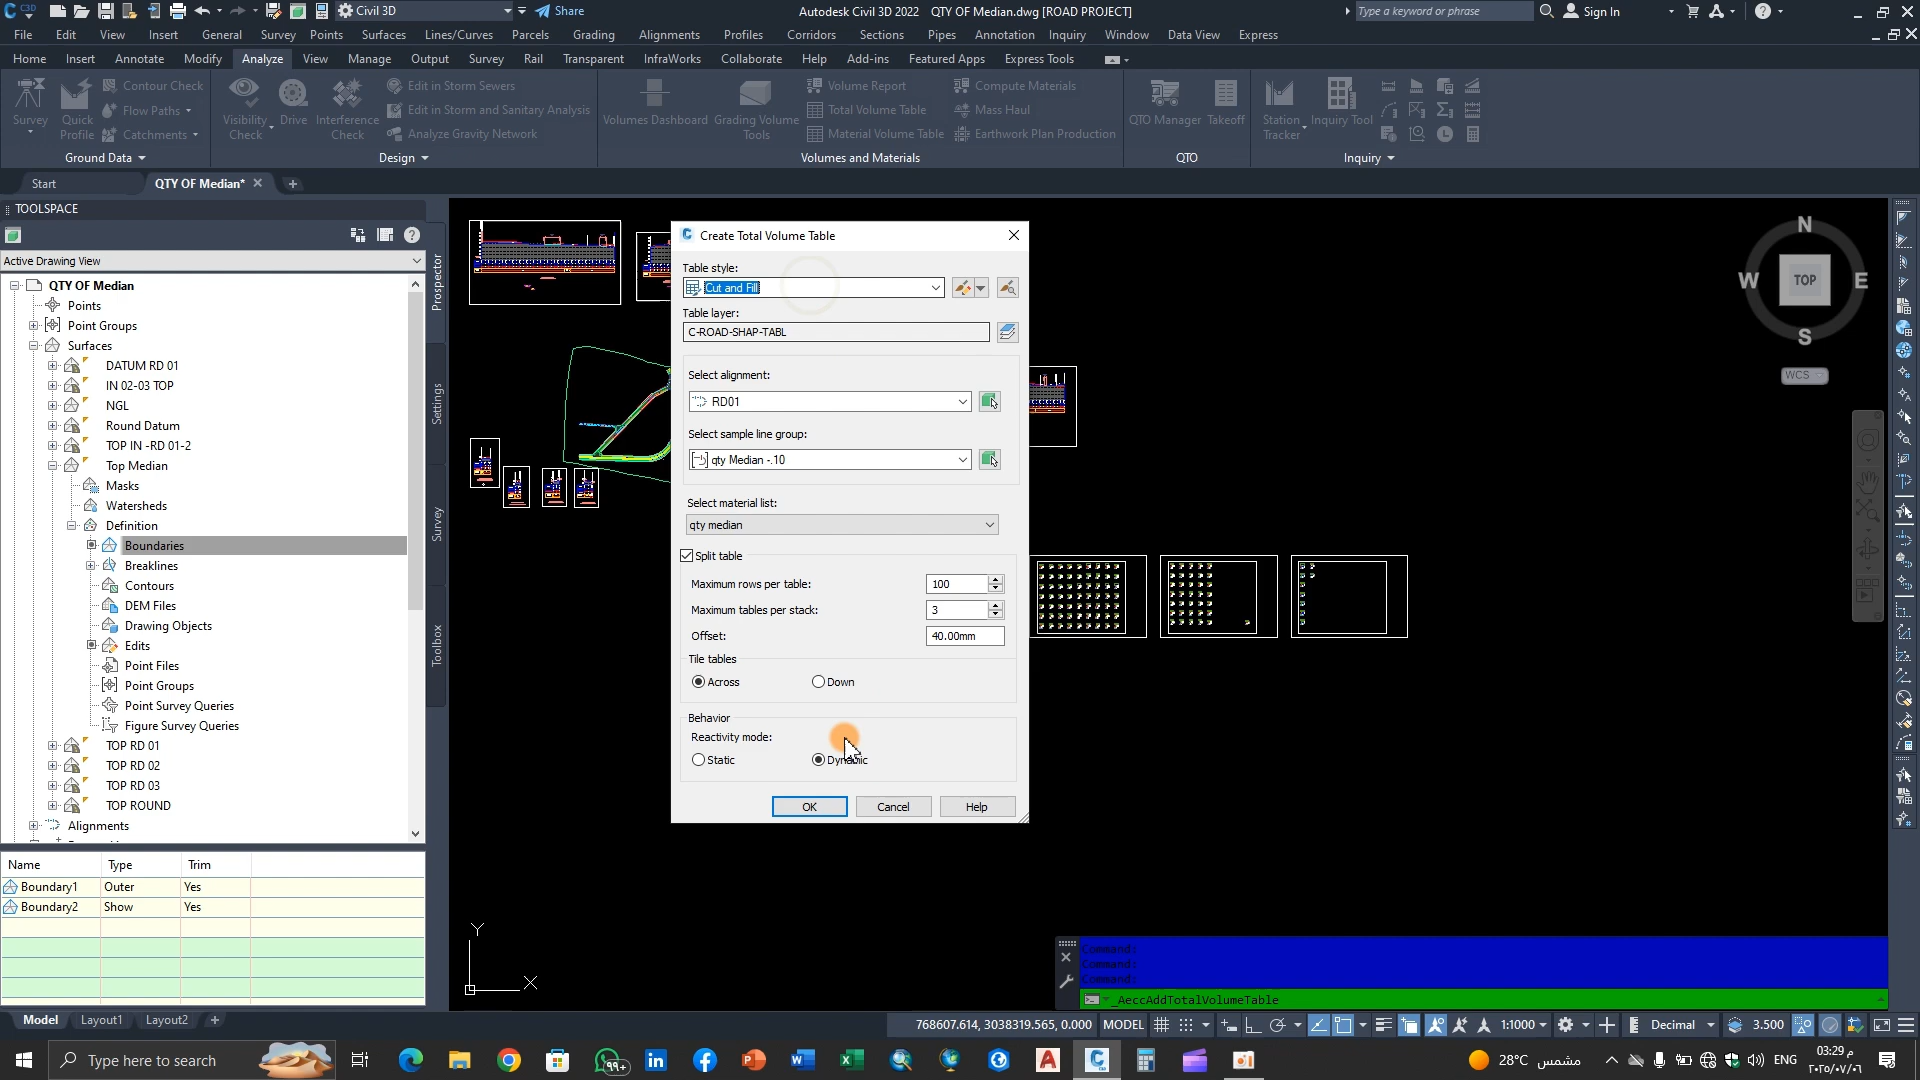 C3D Civil 3D Share Autodesk Civil 3D 2022 QTY OF Median.dwg [ROAD PROJECT] Type a keyword or phrase Sign In
File Edit View Insert General Survey Points Surfaces Lines/Curves Parcels Grading Alignments Profiles Corridors Sections Pipes Annotation Inquiry Window Data View Express
Home Insert Annotate Modify Analyze View Manage Output Survey Rail Transparent InfraWorks Collaborate Help Add-ins Featured Apps Express Tools
Contour Check Edit in Storm Sewers Volume Report Compute Materials
Flow Paths Edit in Storm and Sanitary Analysis Total Volume Table Mass Haul
Survey Quick Profile Visibility Check Drive Interference Check Volumes Dashboard Grading Volume Tools QTO Manager Takeoff Station Tracker Inquiry Tool
Catchments Analyze Gravity Network Material Volume Table Earthwork Plan Production
Ground Data Design Volumes and Materials QTO Inquiry
Start QTY OF Median*
TOOLSPACE
Active Drawing View
QTY OF Median
Points
Point Groups
Surfaces
DATUM RD 01
IN 02-03 TOP
NGL
Round Datum
TOP IN -RD 01-2
Top Median
Masks
Watersheds
Definition
Boundaries
Breaklines
Contours
DEM Files
Drawing Objects
Edits
Point Files
Point Groups
Point Survey Queries
Figure Survey Queries
TOP RD 01
TOP RD 02
TOP RD 03
TOP ROUND
Alignments
Prospector
Settings
Survey
Toolbox
Name Type Trim
Boundary1 Outer Yes
Boundary2 Show Yes
Create Total Volume Table
Table style:
Cut and Fill
Table layer:
C-ROAD-SHAP-TABL
Select alignment:
RD01
Select sample line group:
qty Median -.10
Select material list:
qty median
Split table
Maximum rows per table: 100
Maximum tables per stack: 3
Offset: 40.00mm
Tile tables
Across Down
Behavior
Reactivity mode:
Static Dynamic
OK Cancel Help
N
W TOP E
S
WCS
Y
X
Command:
Command:
Command:
_AeccAddTotalVolumeTable
Model Layout1 Layout2
768607.614, 3038319.565, 0.000 MODEL 1:1000 Decimal 3.500
Type here to search 99+ 28°C مشمس ENG 03:29 م
٢٠٢٥/٠٧/٠٦